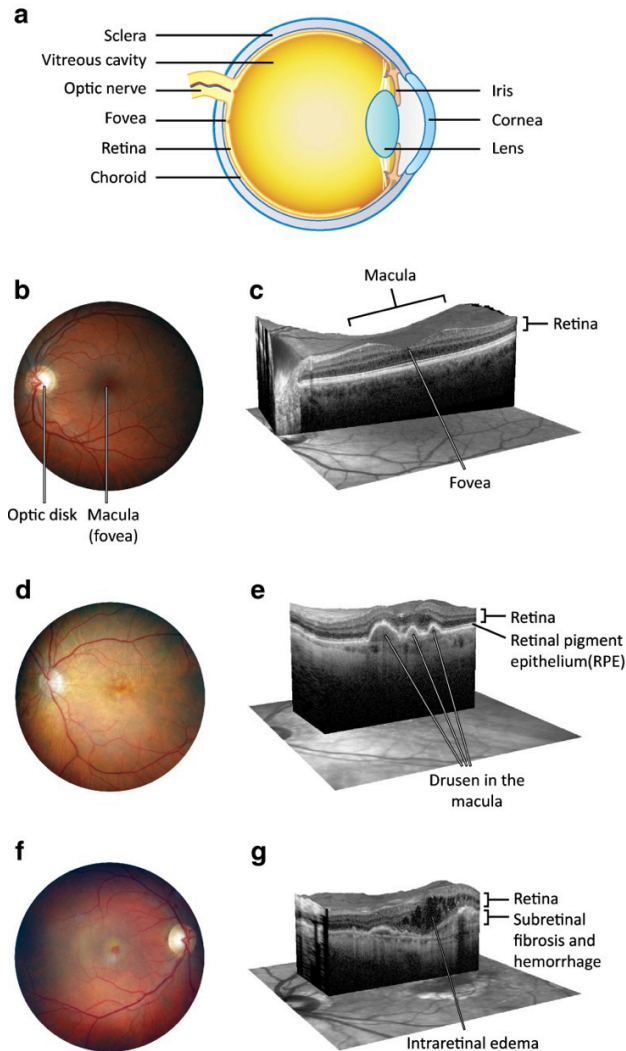 a
Sclera
Vitreous cavity
Optic nerve
Fovea
Retina
Choroid
Iris
Cornea
Lens
b
Optic disk
Macula
(fovea)
c
Macula
Retina
Fovea
d
e
Retina
Retinal pigment
epithelium(RPE)
Drusen in the
macula
f
g
Retina
Subretinal
fibrosis and
hemorrhage
Intraretinal edema